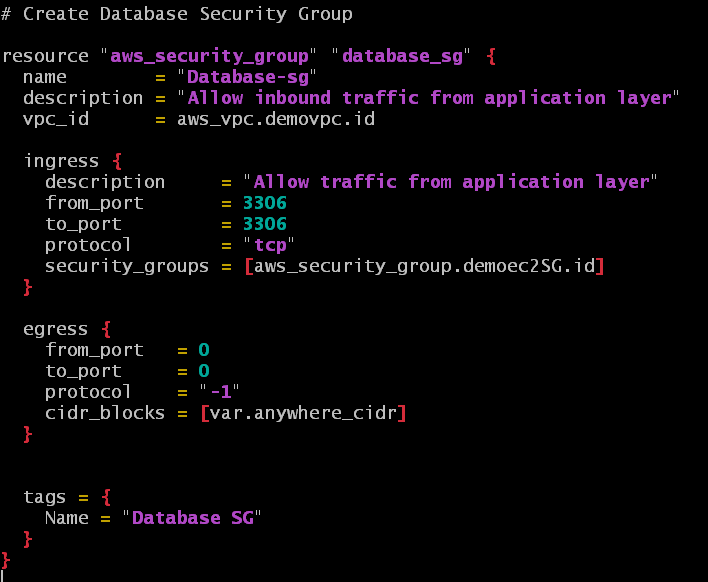 # Create Database Security Group
resource "aws_security_group" "database_sg" {
  name        = "Database-sg"
  description = "Allow inbound traffic from application layer"
  vpc_id      = aws_vpc.demovpc.id
  ingress {
    description     = "Allow traffic from application layer"
    from_port       = 3306
    to_port         = 3306
    protocol        = "tcp"
    security_groups = [aws_security_group.demoec2SG.id]
  }
  egress {
    from_port   = 0
    to_port     = 0
    protocol    = "-1"
    cidr_blocks = [var.anywhere_cidr]
  }
  tags = {
    Name = "Database SG"
  }
}